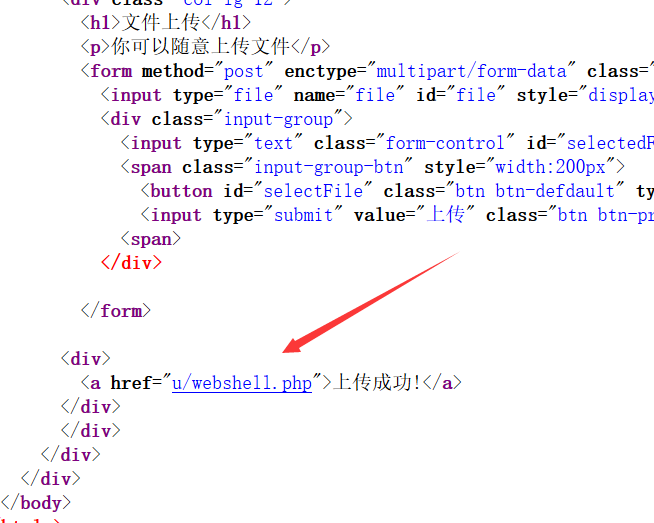 <div class="col-lg-12">
<h1>文件上传</h1>
<p>你可以随意上传文件</p>
<form method="post" enctype="multipart/form-data" class="
<input type="file" name="file" id="file" style="display
<div class="input-group">
<input type="text" class="form-control" id="selectedF
<span class="input-group-btn" style="width:200px">
<button id="selectFile" class="btn btn-defdault" ty
<input type="submit" value="上传" class="btn btn-pr
<span>
</div>
</form>
<div>
<a href="u/webshell.php">上传成功!</a>
</div>
</div>
</div>
</div>
</body>